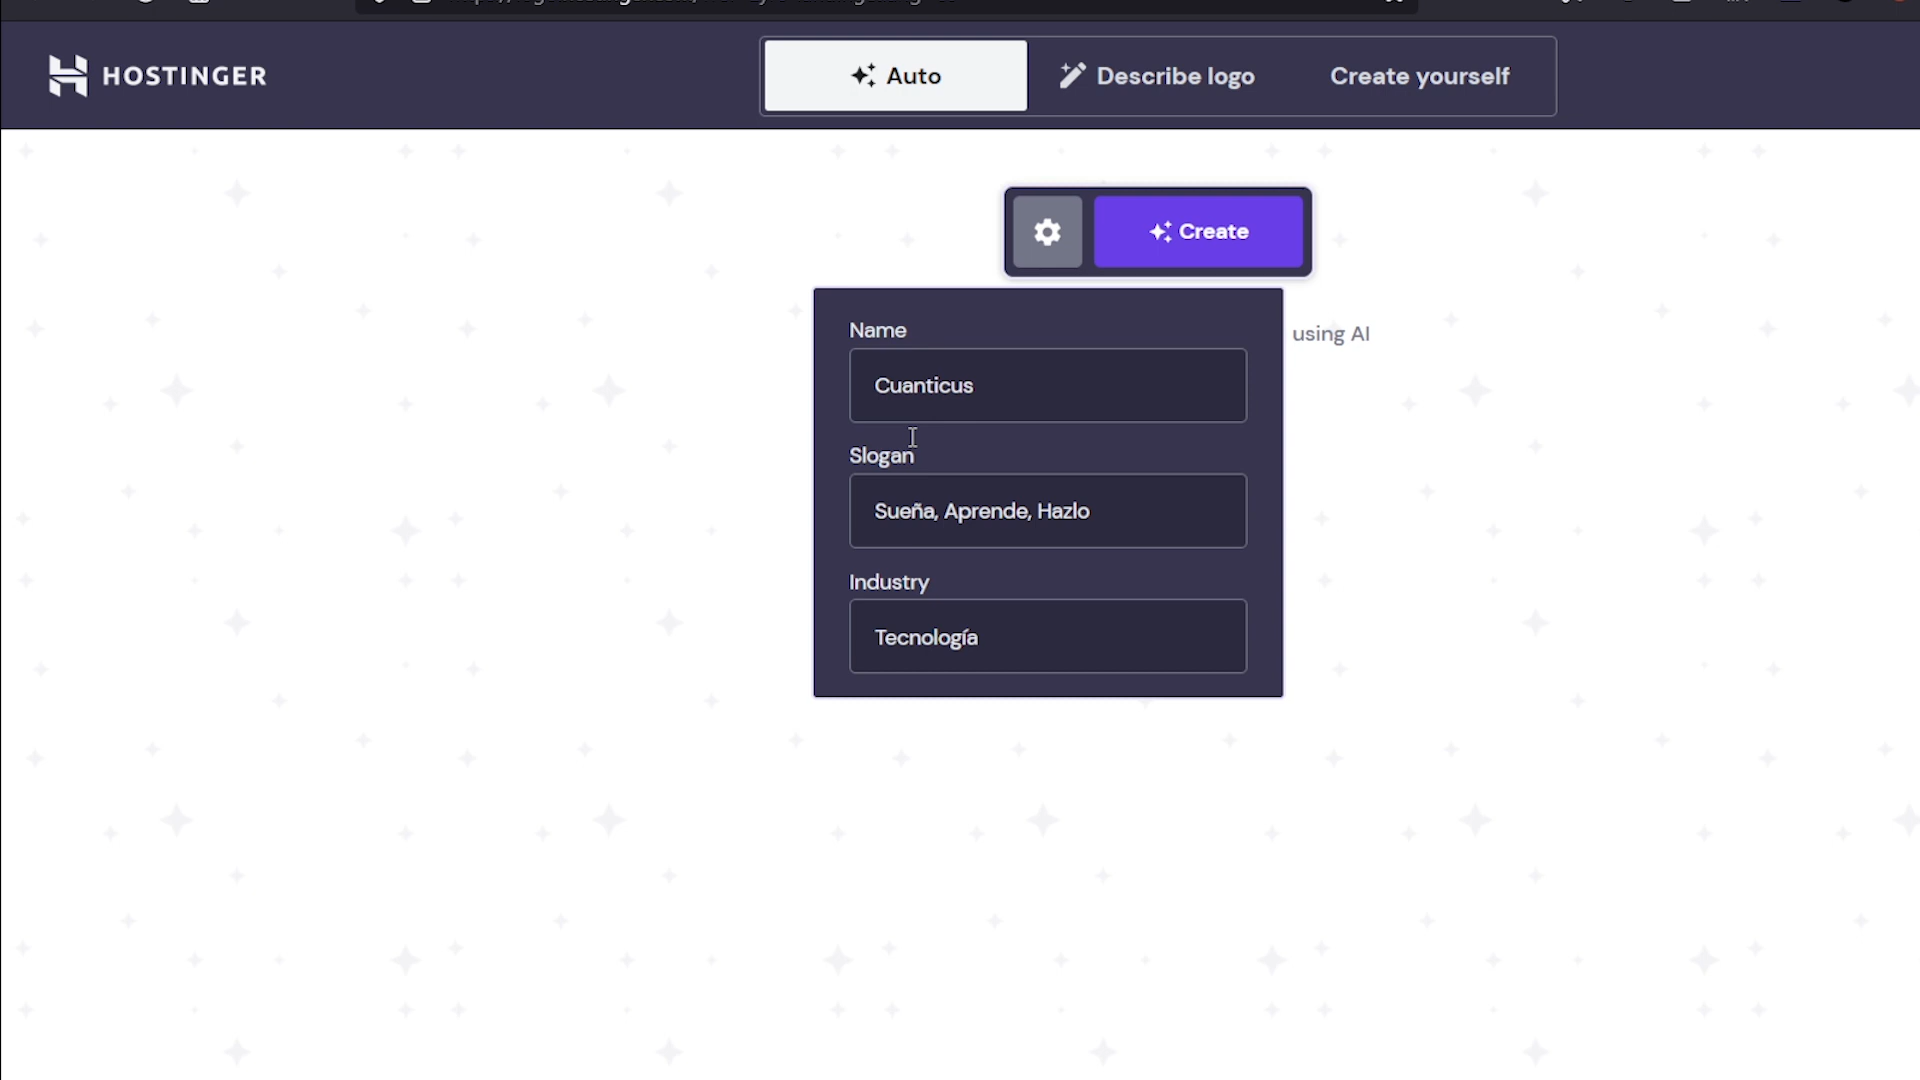 HOSTINGER
Auto
Describe logo
Create yourself
Create
using AI
Name
Cuanticus
Slogan
Sueña, Aprende, Hazlo
Industry
Tecnología